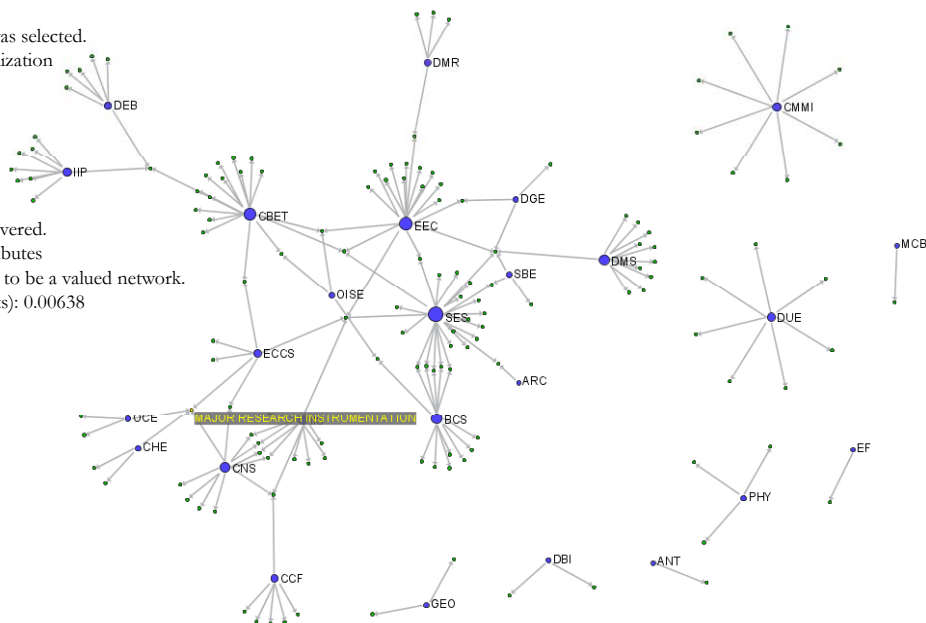 as selected.
ization
DMR
DEB
CMMI
IIP
DGE
CBET
EEC
vered.
MCB
butes
DMS
to be a valued network.
SBE
OISE
s): 0.00638
SES
DUE
ECCS
ARC
OCE
MAJOR RESEARCH INSTRUMENTATION
BCS
CHE
EF
CNS
PHY
DBI
ANT
CCF
GEO